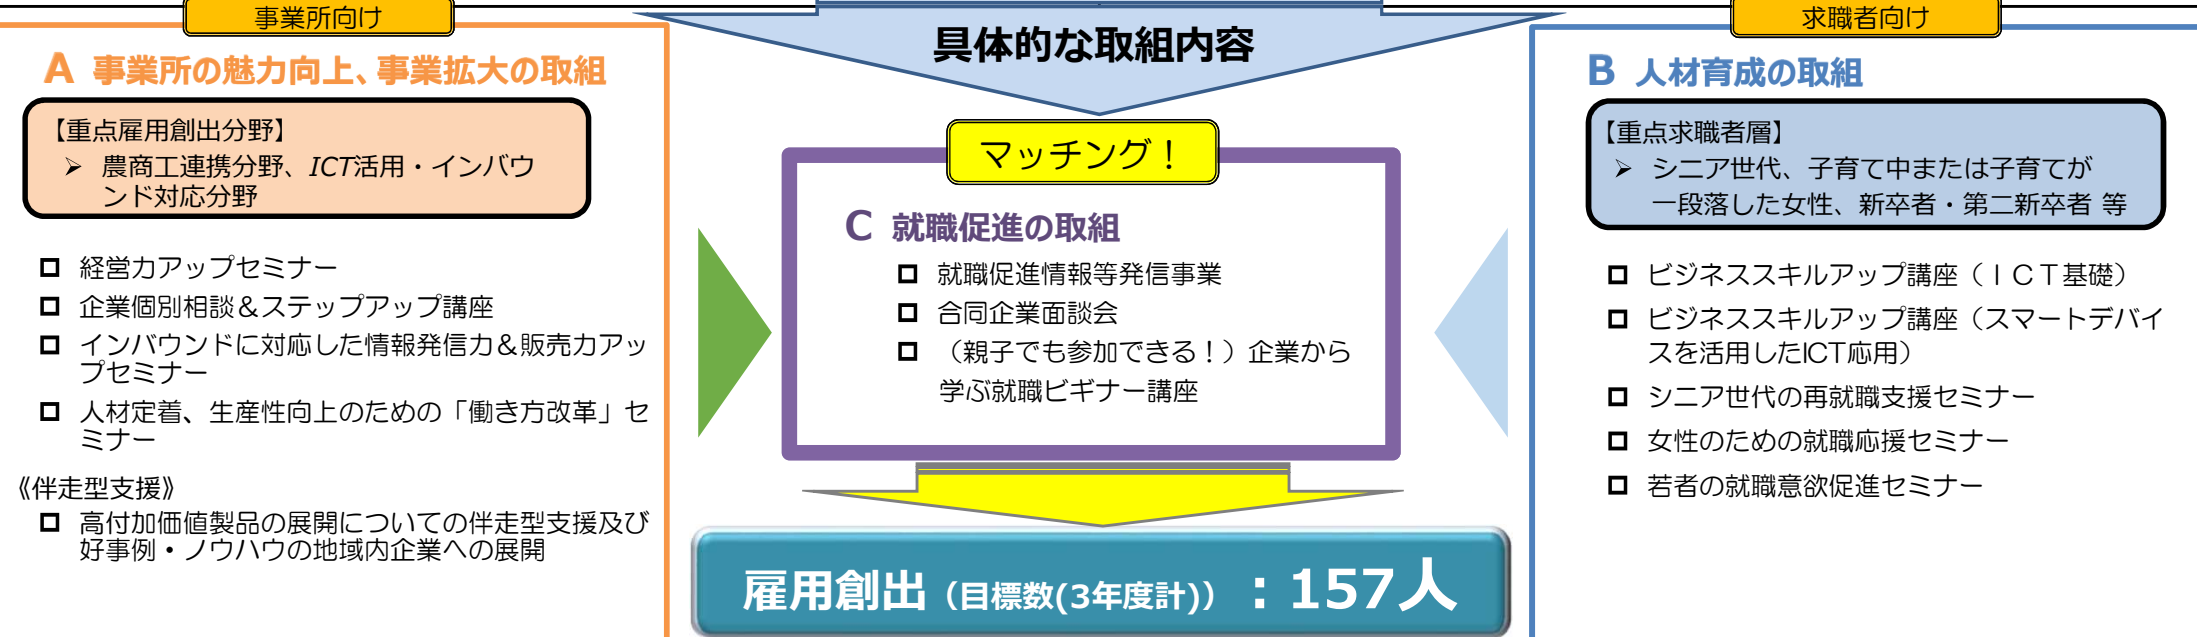 事業所向け
A 事業所の魅力向上、事業拡大の取組
【重点雇用創出分野】
➢ 農商工連携分野、ICT活用・インバウ
ンド対応分野
□ 経営力アップセミナー
□ 企業個別相談＆ステップアップ講座
□ インバウンドに対応した情報発信力＆販売力アッ
プセミナー
□ 人材定着、生産性向上のための「働き方改革」セ
ミナー
《伴走型支援》
□ 高付加価値製品の展開についての伴走型支援及び
好事例・ノウハウの地域内企業への展開
具体的な取組内容
マッチング！
C 就職促進の取組
□ 就職促進情報等発信事業
□ 合同企業面談会
□ （親子でも参加できる！）企業から
学ぶ就職ビギナー講座
雇用創出（目標数(3年度計)）：157人
求職者向け
B 人材育成の取組
【重点求職者層】
➢ シニア世代、子育て中または子育てが
一段落した女性、新卒者・第二新卒者 等
□ ビジネススキルアップ講座（ＩＣＴ基礎）
□ ビジネススキルアップ講座（スマートデバイ
スを活用したICT応用）
□ シニア世代の再就職支援セミナー
□ 女性のための就職応援セミナー
□ 若者の就職意欲促進セミナー